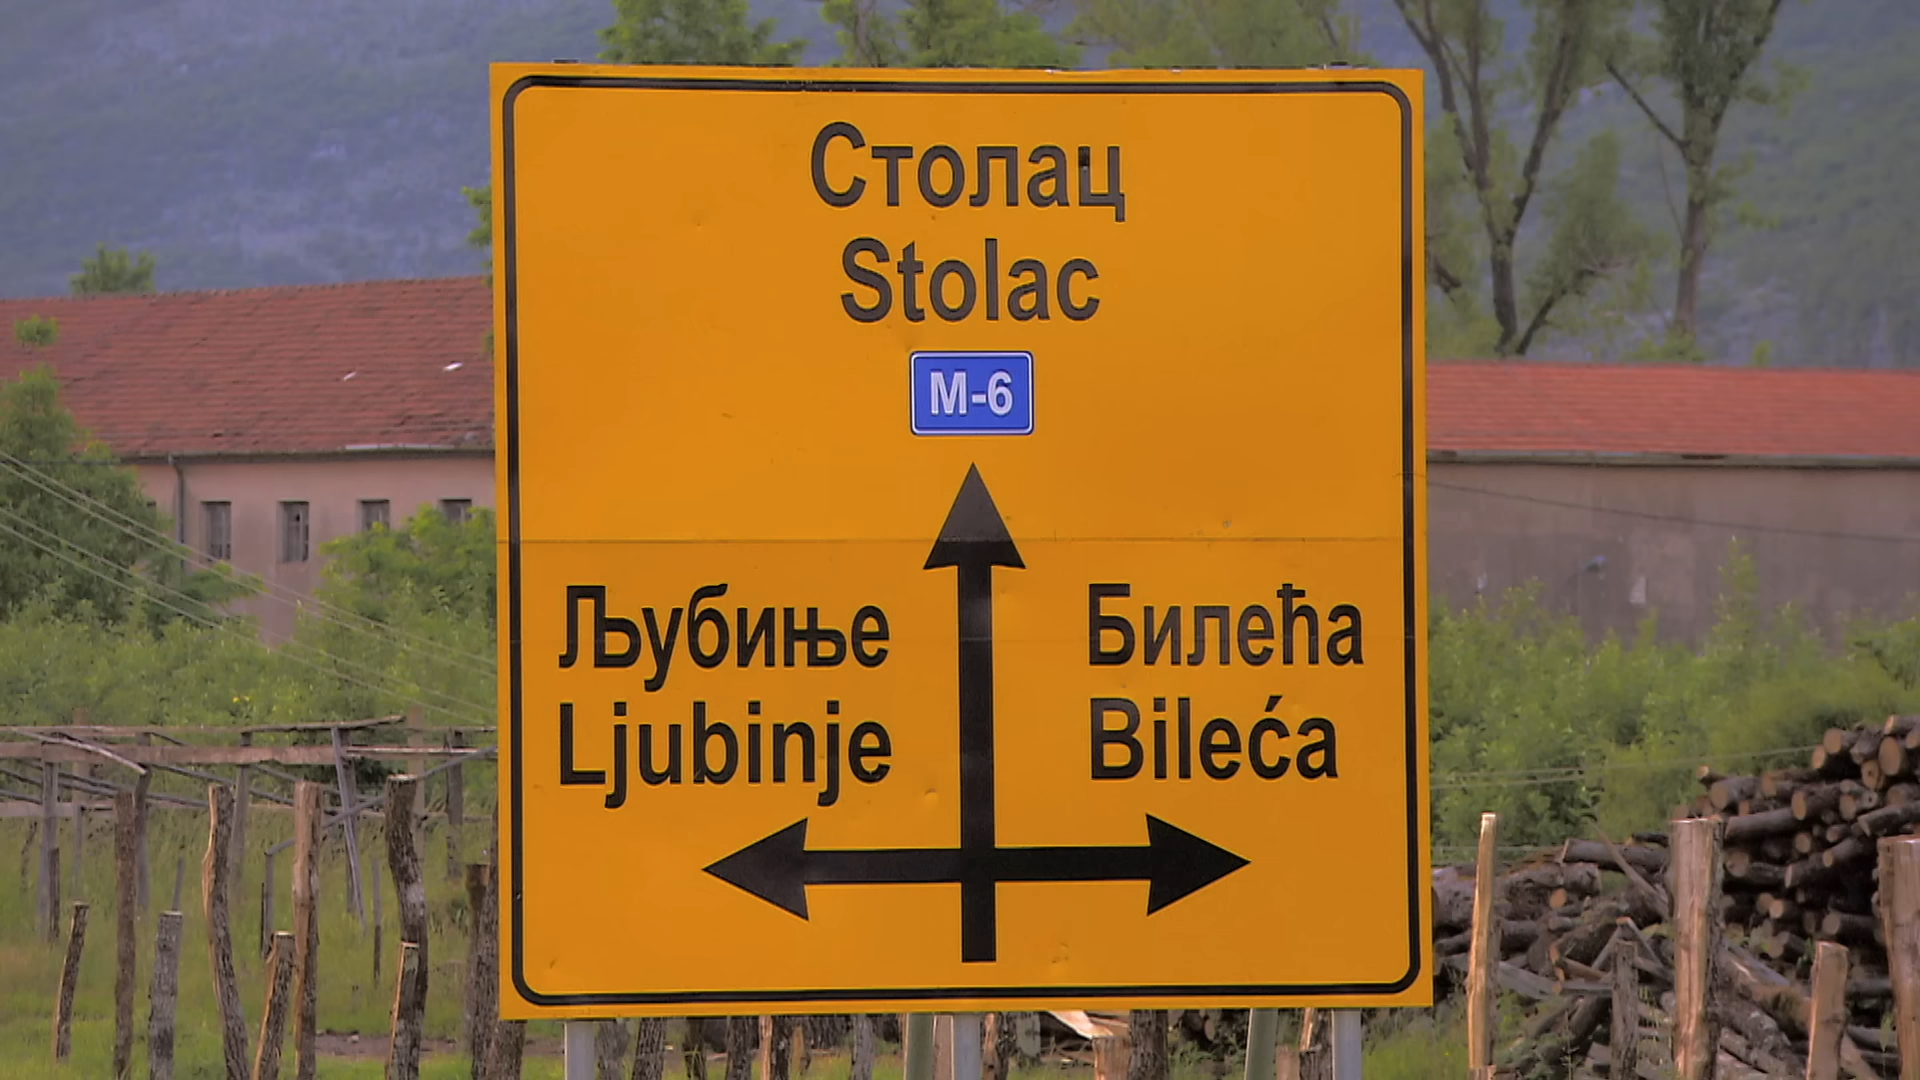 Столац
Stolac
M-6
Љубиње
Ljubinje
Билећа
Bileća